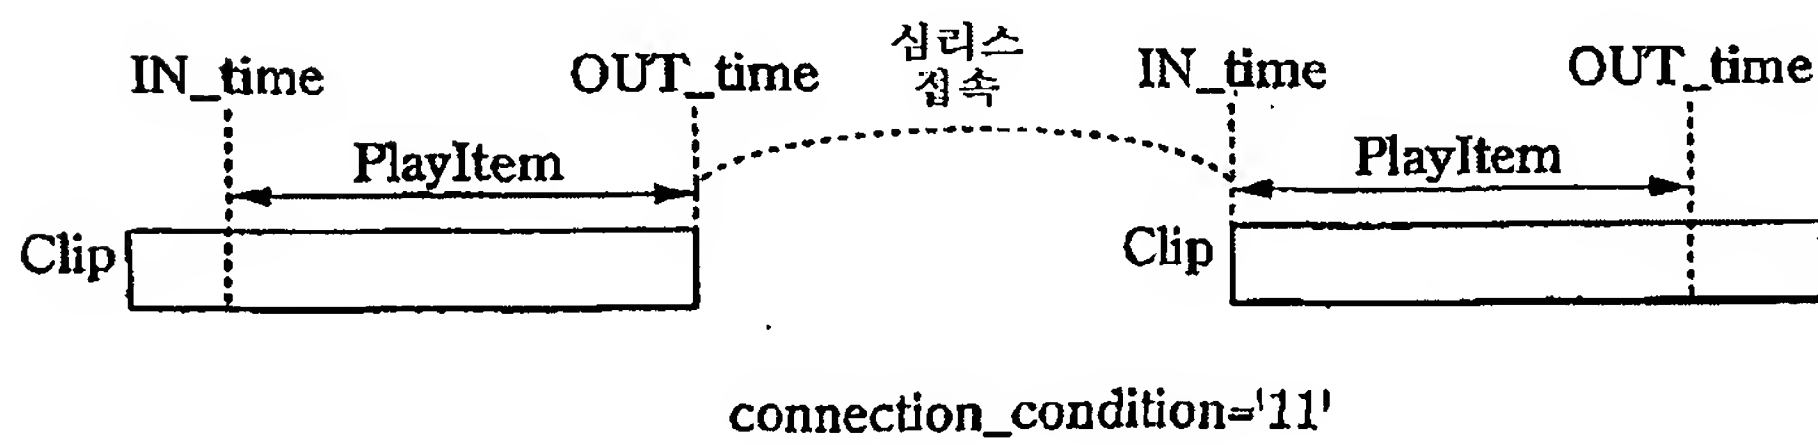 심리스
접속
IN_time
OUT_time
IN_time
OUT_time
PlayItem
PlayItem
Clip
Clip
connection_condition='11'